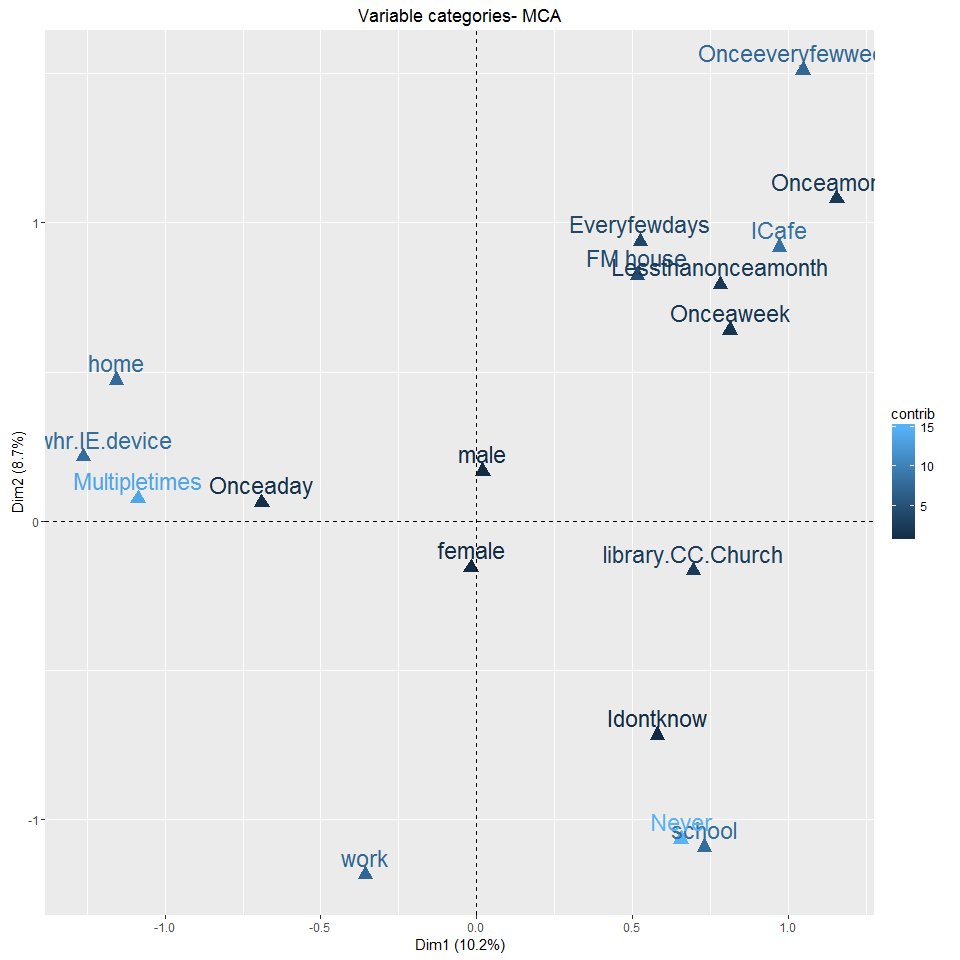 Variable categories- MCA
Onceeveryfewwee
Onceamon
Everyfewdays
ICafe
FM house
Lessthanonceamonth
Onceaweek
home
whr.IE.device
Multipletimes
Onceaday
male
female
library.CC.Church
Idontknow
Never
school
work
1
0
-1
-1.0
-0.5
0.0
0.5
1.0
Dim1 (10.2%)
Dim2 (8.7%)
contrib
15
10
5